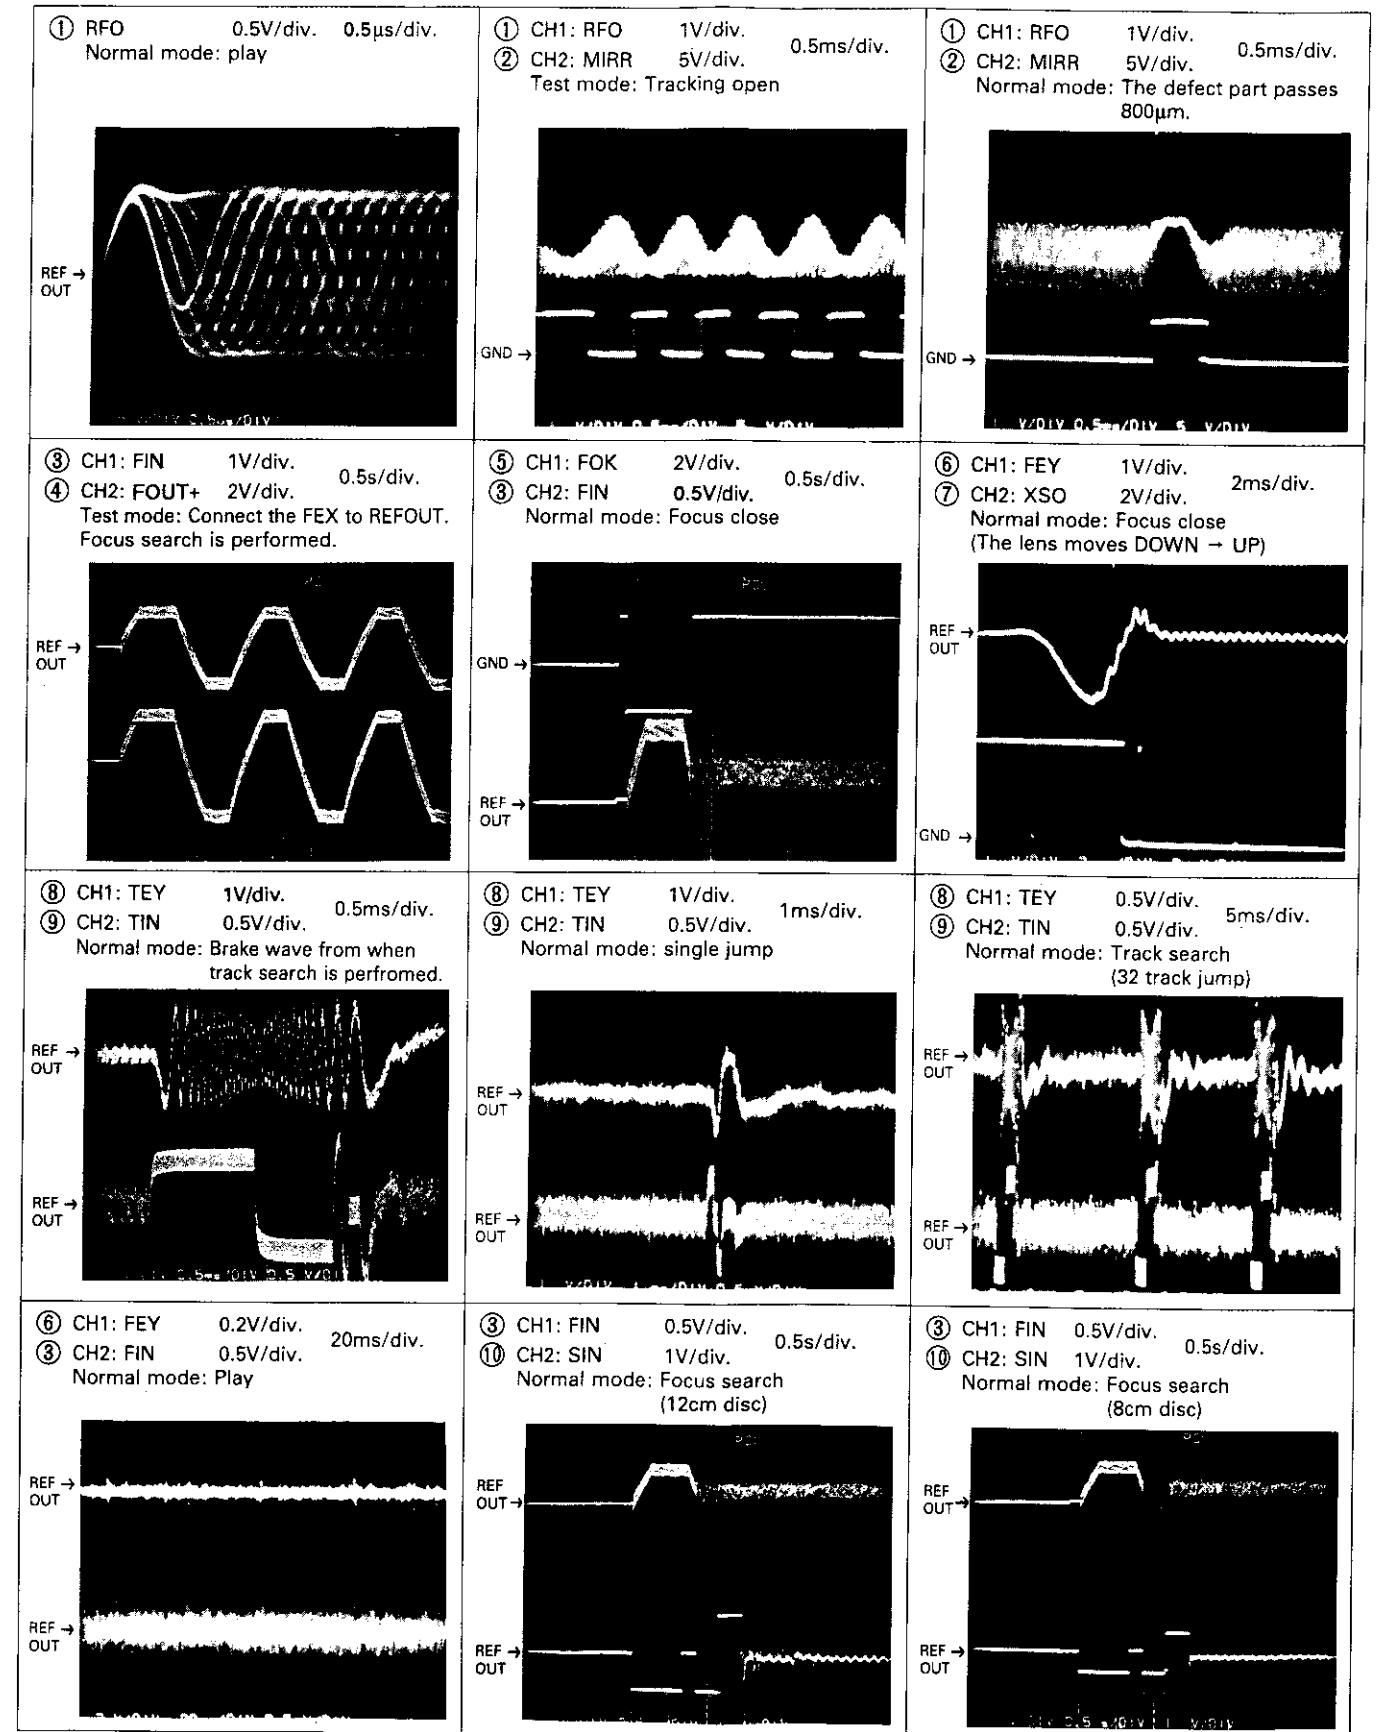 ① RFO 0.5V/div. 0.5µs/div.
Normal mode: play
REF →
OUT
① CH1: RFO 1V/div.
② CH2: MIRR 5V/div.
0.5ms/div.
Test mode: Tracking open
GND →
① CH1: RFO 1V/div.
② CH2: MIRR 5V/div.
0.5ms/div.
Normal mode: The defect part passes
800µm.
GND →
③ CH1: FIN 1V/div.
④ CH2: FOUT+ 2V/div.
0.5s/div.
Test mode: Connect the FEX to REFOUT.
Focus search is performed.
REF →
OUT
⑤ CH1: FOK 2V/div.
③ CH2: FIN 0.5V/div.
0.5s/div.
Normal mode: Focus close
GND →
REF →
OUT
⑥ CH1: FEY 1V/div.
⑦ CH2: XSO 2V/div.
2ms/div.
Normal mode: Focus close
(The lens moves DOWN → UP)
REF →
OUT
GND →
⑧ CH1: TEY 1V/div.
⑨ CH2: TIN 0.5V/div.
0.5ms/div.
Normal mode: Brake wave from when
track search is perfromed.
REF →
OUT
REF →
OUT
⑧ CH1: TEY 1V/div.
⑨ CH2: TIN 0.5V/div.
1ms/div.
Normal mode: single jump
REF →
OUT
REF →
OUT
⑧ CH1: TEY 0.5V/div.
⑨ CH2: TIN 0.5V/div.
5ms/div.
Normal mode: Track search
(32 track jump)
REF →
OUT
REF →
OUT
⑥ CH1: FEY 0.2V/div.
③ CH2: FIN 0.5V/div.
20ms/div.
Normal mode: Play
REF →
OUT
REF →
OUT
③ CH1: FIN 0.5V/div.
⑩ CH2: SIN 1V/div.
0.5s/div.
Normal mode: Focus search
(12cm disc)
REF
OUT →
REF →
OUT
③ CH1: FIN 0.5V/div.
⑩ CH2: SIN 1V/div.
0.5s/div.
Normal mode: Focus search
(8cm disc)
REF →
OUT
REF →
OUT